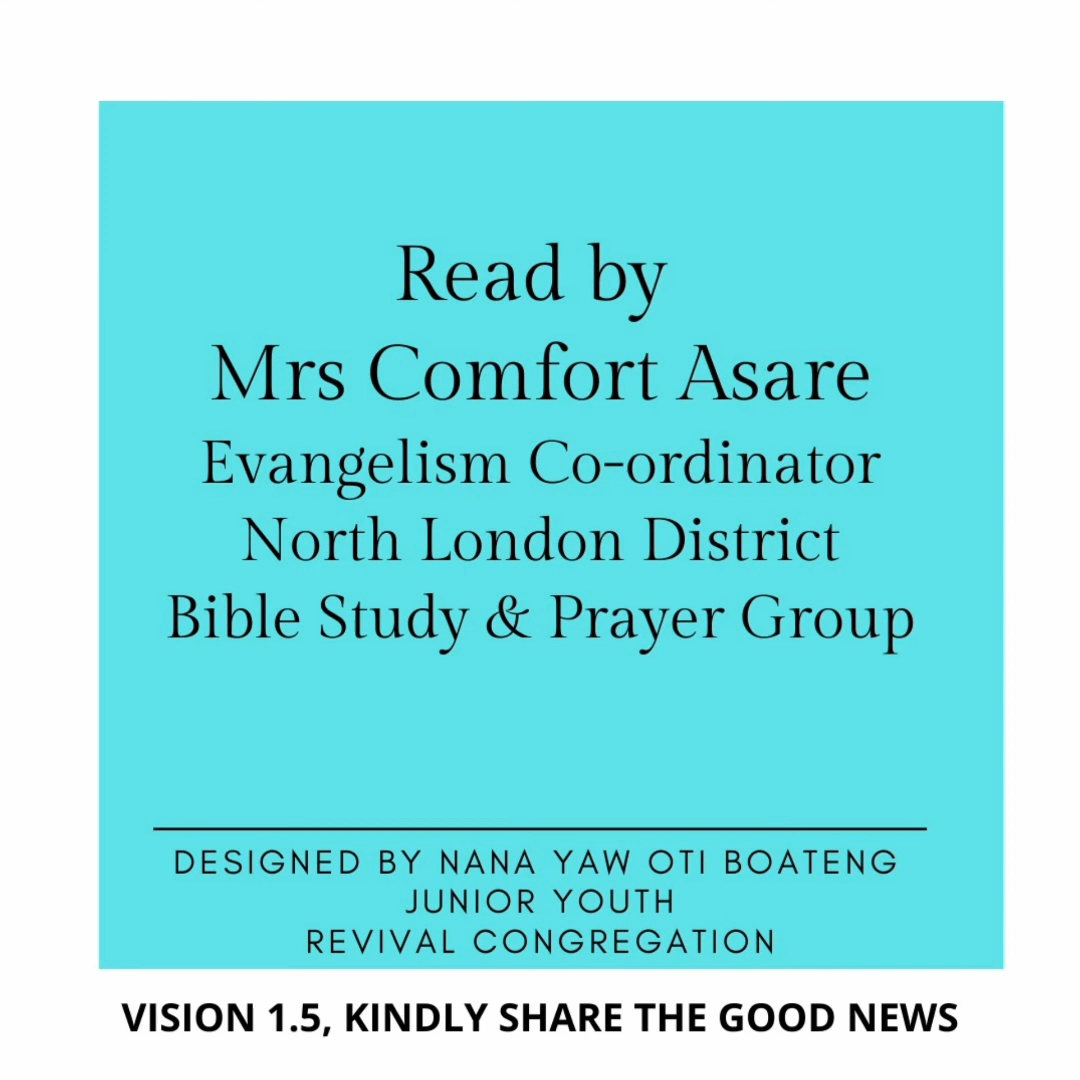 Read by
Mrs Comfort Asare
Evangelism Co-ordinator
North London District
Bible Study & Prayer Group
DESIGNED BY NANA YAW OTI BOATENG
JUNIOR YOUTH
REVIVAL CONGREGATION
VISION 1.5, KINDLY SHARE THE GOOD NEWS